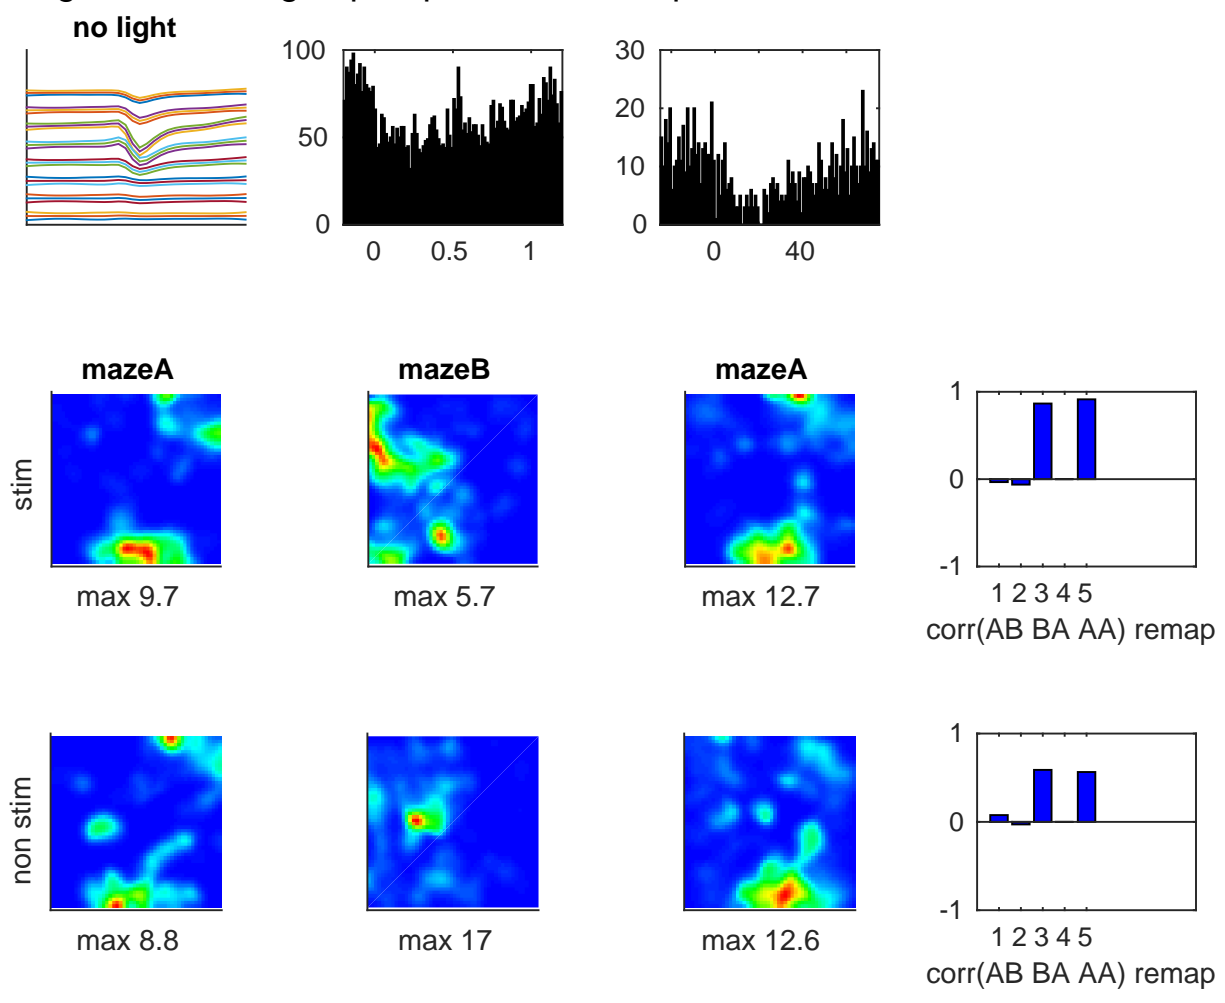 no light
100
50
0
0 0.5 1
30
20
10
0
0 40
mazeA mazeB mazeA
stim
max 9.7 max 5.7 max 12.7
1
0
-1
1 2 3 4 5
corr(AB BA AA) remap
non stim
max 8.8 max 17 max 12.6
1
0
-1
1 2 3 4 5
corr(AB BA AA) remap